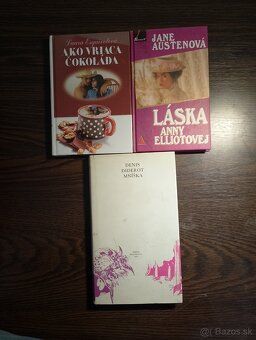 Laura Esquivelová
AKO VRIACA
ČOKOLÁDA
JANE
AUSTENOVÁ
LÁSKA
ANNY
ELLIOTOVEJ
DENIS
DIDEROT
MNÍŠKA
© Bazos.sk